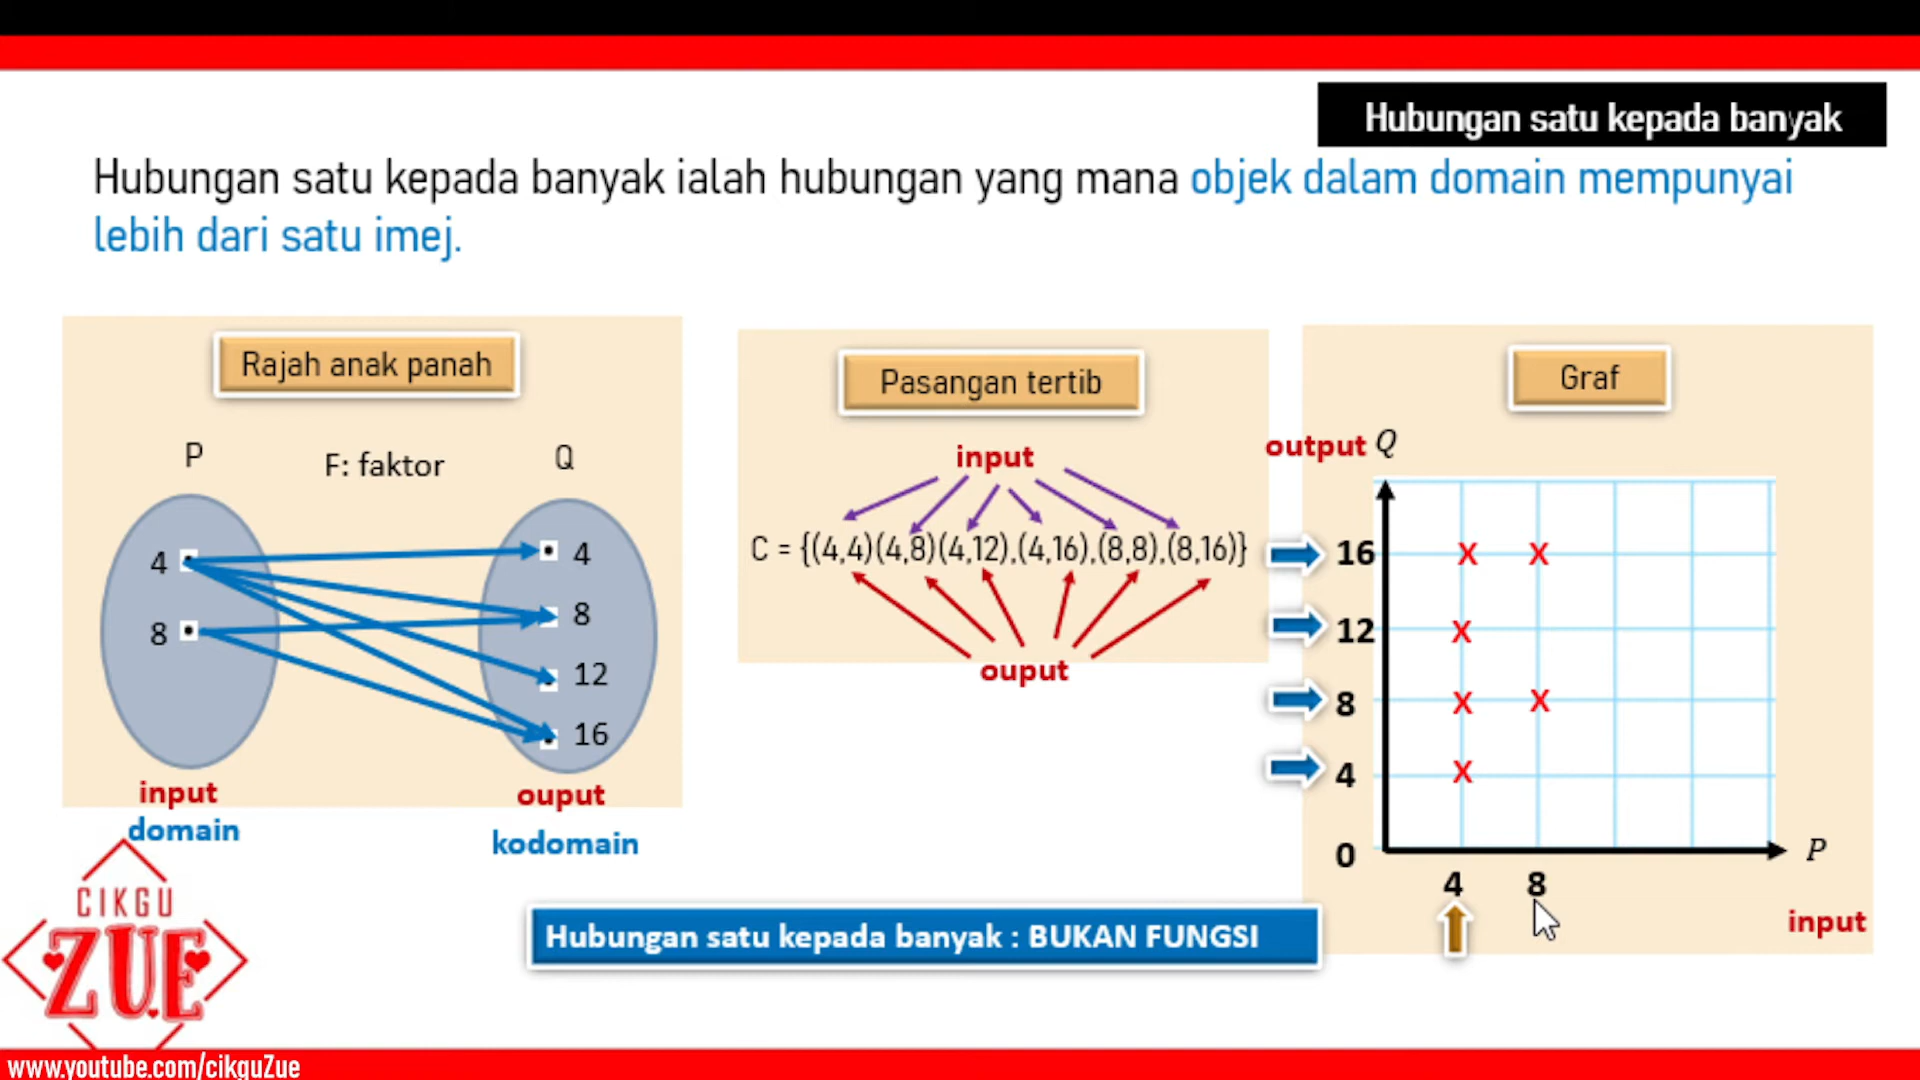 Hubungan satu kepada banyak
Hubungan satu kepada banyak ialah hubungan yang mana objek dalam domain mempunyai
lebih dari satu imej.
Rajah anak panah
P
F: faktor
Q
4
8
4
8
12
16
input
domain
ouput
kodomain
Pasangan tertib
input
C = {(4,4)(4,8)(4,12),(4,16),(8,8),(8,16)}
ouput
Graf
output Q
16 X X
12 X
8 X X
4 X
0
P
4 8
input
Hubungan satu kepada banyak : BUKAN FUNGSI
CIKGU
ZUE
www.youtube.com/cikguZue